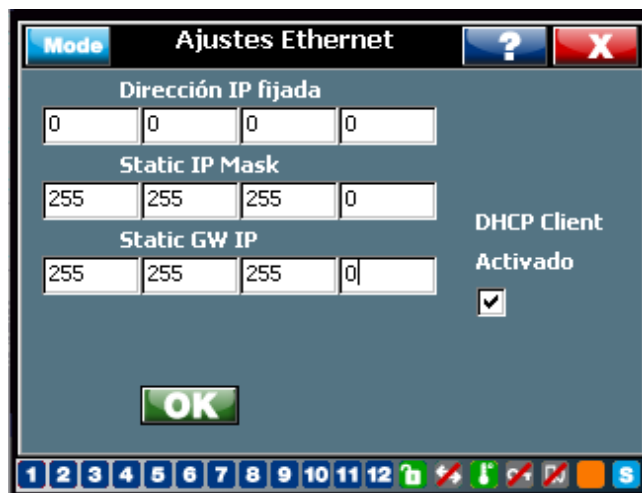 Mode Ajustes Ethernet ? X
Dirección IP fijada
0 0 0 0
Static IP Mask
255 255 255 0
Static GW IP
255 255 255 0
DHCP Client
Activado
OK
1 2 3 4 5 6 7 8 9 10 11 12 S